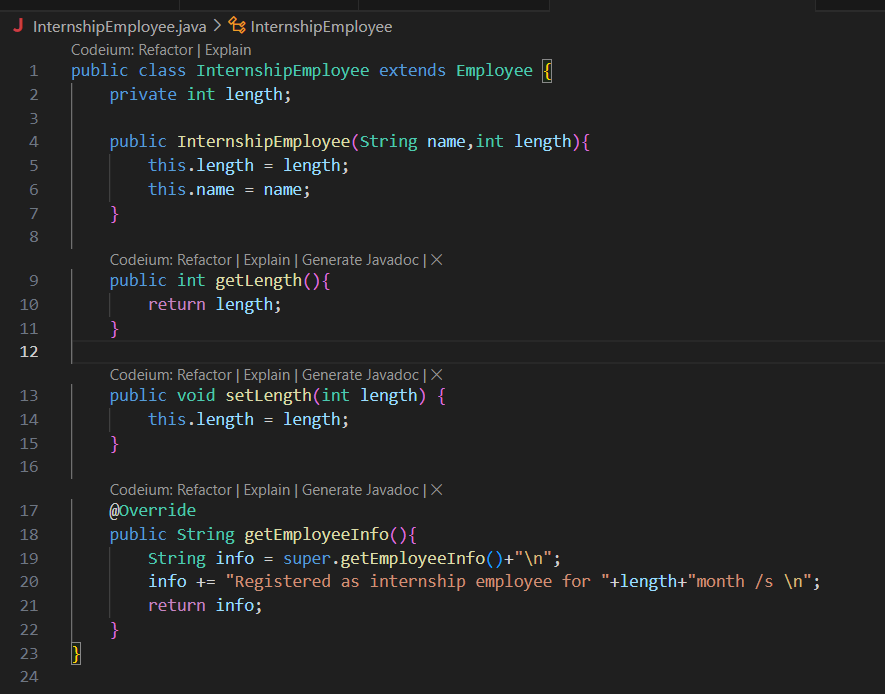 J InternshipEmployee.java > InternshipEmployee
Codeium: Refactor | Explain
1 public class InternshipEmployee extends Employee {
2     private int length;
3
4     public InternshipEmployee(String name,int length){
5         this.length = length;
6         this.name = name;
7     }
8
Codeium: Refactor | Explain | Generate Javadoc | ×
9     public int getLength(){
10         return length;
11     }
12
Codeium: Refactor | Explain | Generate Javadoc | ×
13     public void setLength(int length) {
14         this.length = length;
15     }
16
Codeium: Refactor | Explain | Generate Javadoc | ×
17     @Override
18     public String getEmployeeInfo(){
19         String info = super.getEmployeeInfo()+"\n";
20         info += "Registered as internship employee for "+length+"month /s \n";
21         return info;
22     }
23 }
24